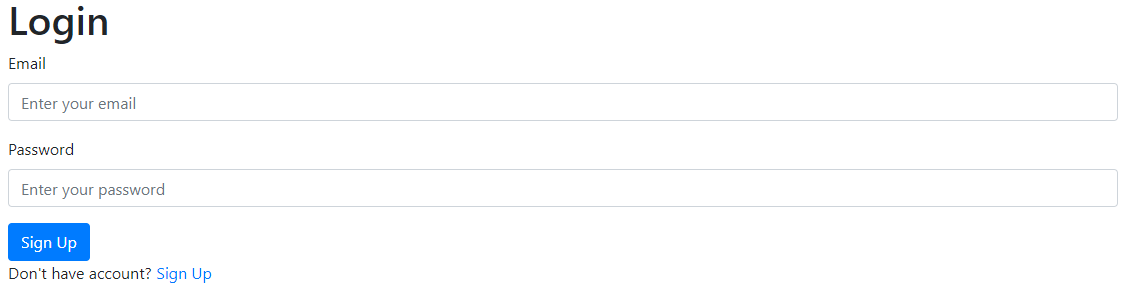 Login
Email
Enter your email
Password
Enter your password
Sign Up
Don't have account? Sign Up